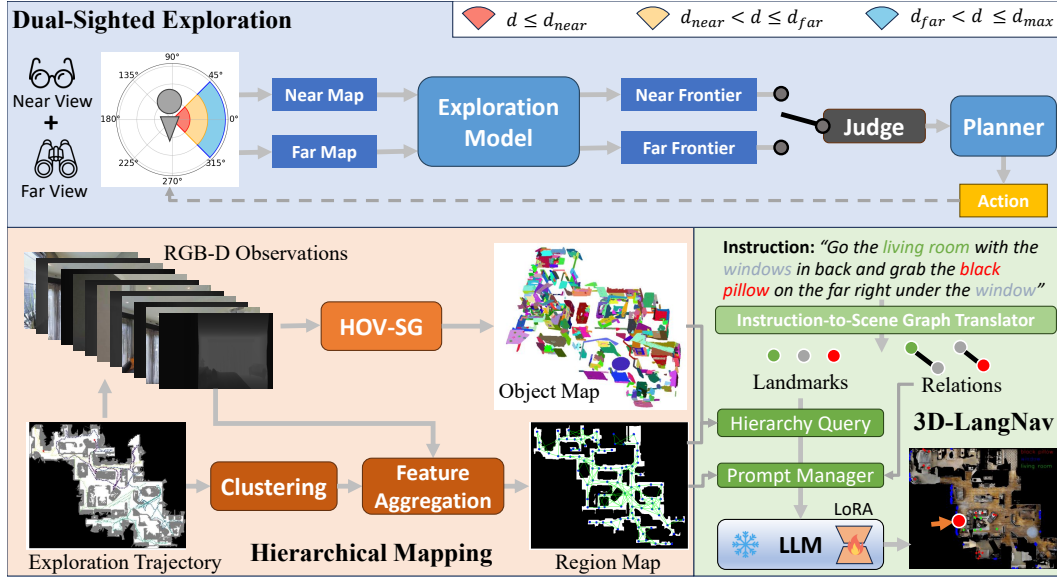 Dual-Sighted Exploration
d ≤ d_near
d_near < d ≤ d_far
d_far < d ≤ d_max
Near View
+
Far View
90°
135°
45°
180°
0°
225°
315°
270°
Near Map
Far Map
Exploration
Model
Near Frontier
Far Frontier
Judge
Planner
Action
RGB-D Observations
HOV-SG
Object Map
Exploration Trajectory
Clustering
Feature
Aggregation
Region Map
Hierarchical Mapping
Instruction: “Go the living room with the
windows in back and grab the black
pillow on the far right under the window”
Instruction-to-Scene Graph Translator
Landmarks
Relations
3D-LangNav
Hierarchy Query
Prompt Manager
LoRA
LLM